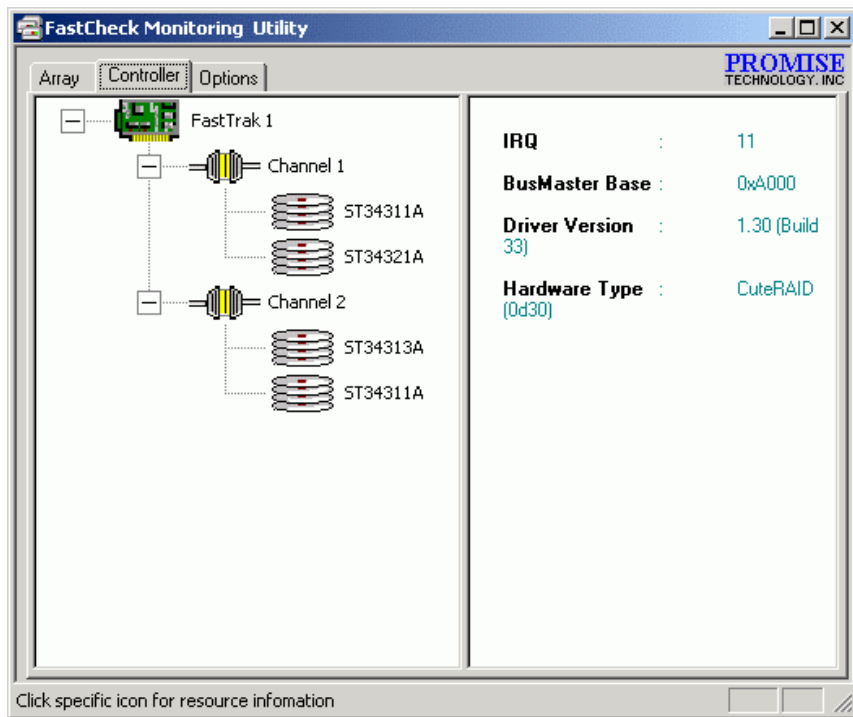 FastCheck Monitoring Utility
PROMISE
TECHNOLOGY, INC
Array Controller Options
FastTrak 1
Channel 1
ST34311A
ST34321A
Channel 2
ST34313A
ST34311A
IRQ : 11
BusMaster Base : 0xA000
Driver Version : 1.30 (Build
33)
Hardware Type : CuteRAID
(0d30)
Click specific icon for resource infomation